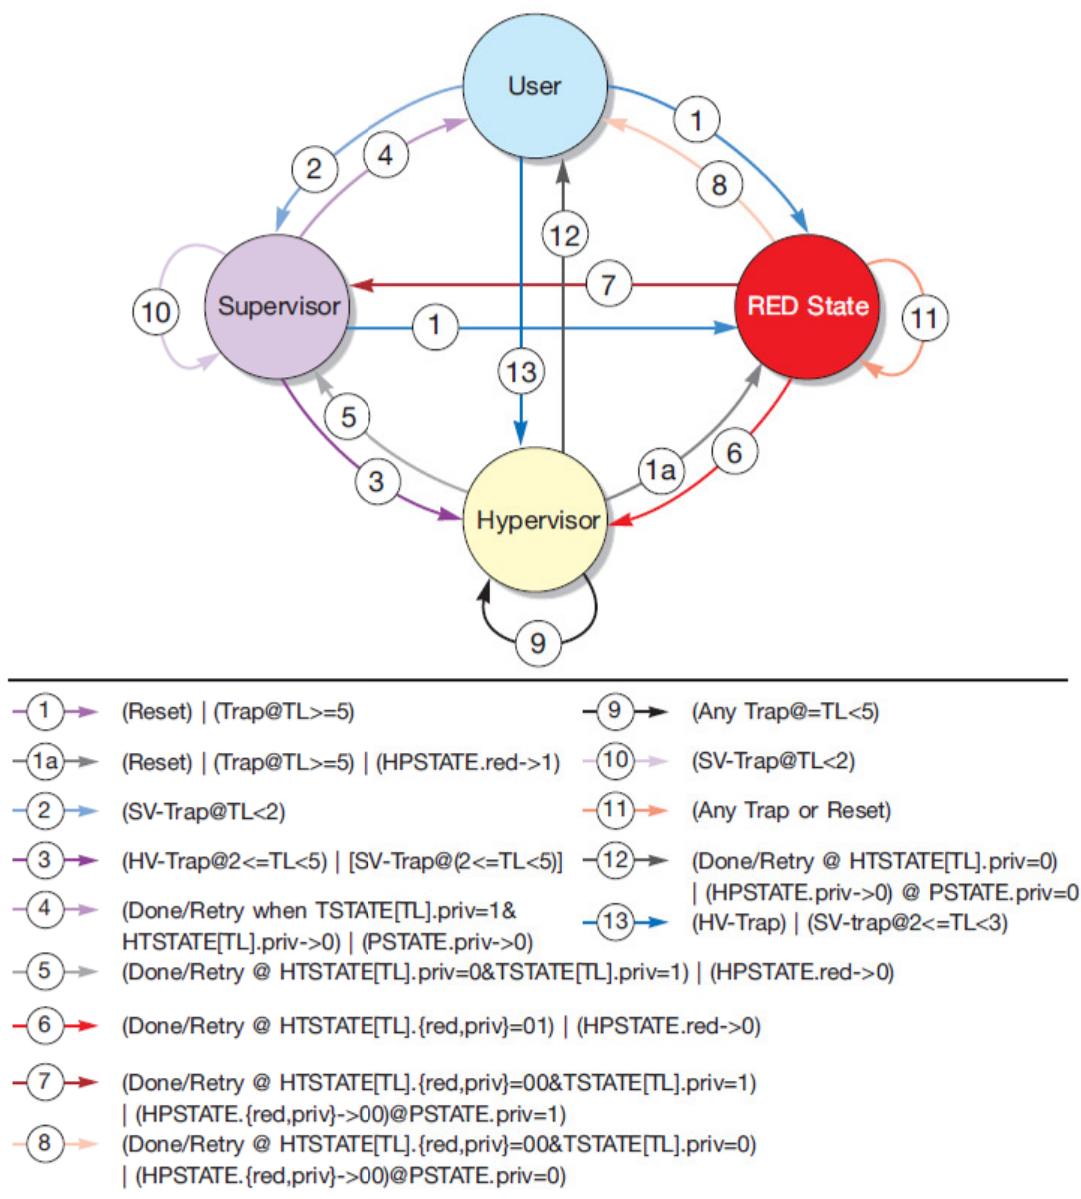 User
1
2
4
8
12
7
10
Supervisor
RED State
11
1
13
5
3
1a
6
Hypervisor
9
1 (Reset) | (Trap@TL>=5)
1a (Reset) | (Trap@TL>=5) | (HPSTATE.red->1)
2 (SV-Trap@TL<2)
3 (HV-Trap@2<=TL<5) | [SV-Trap@(2<=TL<5)]
4 (Done/Retry when TSTATE[TL].priv=1&
HTSTATE[TL].priv->0) | (PSTATE.priv->0)
5 (Done/Retry @ HTSTATE[TL].priv=0&TSTATE[TL].priv=1) | (HPSTATE.red->0)
6 (Done/Retry @ HTSTATE[TL].{red,priv}=01) | (HPSTATE.red->0)
7 (Done/Retry @ HTSTATE[TL].{red,priv}=00&TSTATE[TL].priv=1)
| (HPSTATE.{red,priv}->00)@PSTATE.priv=1)
8 (Done/Retry @ HTSTATE[TL].{red,priv}=00&TSTATE[TL].priv=0)
| (HPSTATE.{red,priv}->00)@PSTATE.priv=0)
9 (Any Trap@=TL<5)
10 (SV-Trap@TL<2)
11 (Any Trap or Reset)
12 (Done/Retry @ HTSTATE[TL].priv=0)
| (HPSTATE.priv->0) @ PSTATE.priv=0
13 (HV-Trap) | (SV-trap@2<=TL<3)